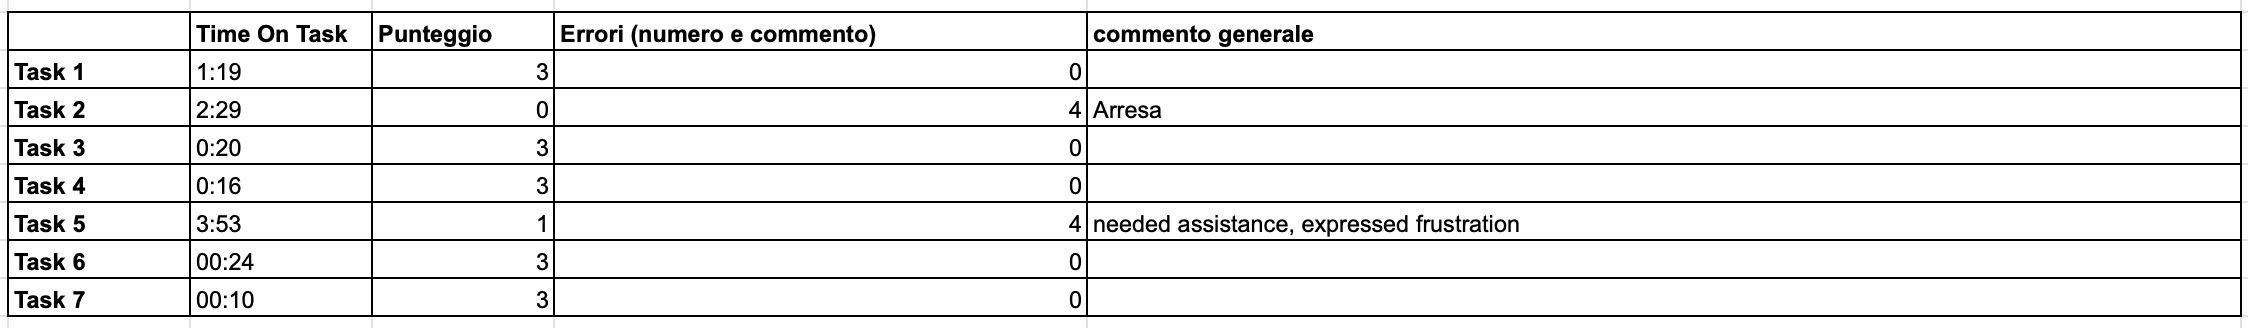 Time On Task Punteggio Errori (numero e commento) commento generale
Task 1 1:19 3 0
Task 2 2:29 0 4 Arresa
Task 3 0:20 3 0
Task 4 0:16 3 0
Task 5 3:53 1 4 needed assistance, expressed frustration
Task 6 00:24 3 0
Task 7 00:10 3 0